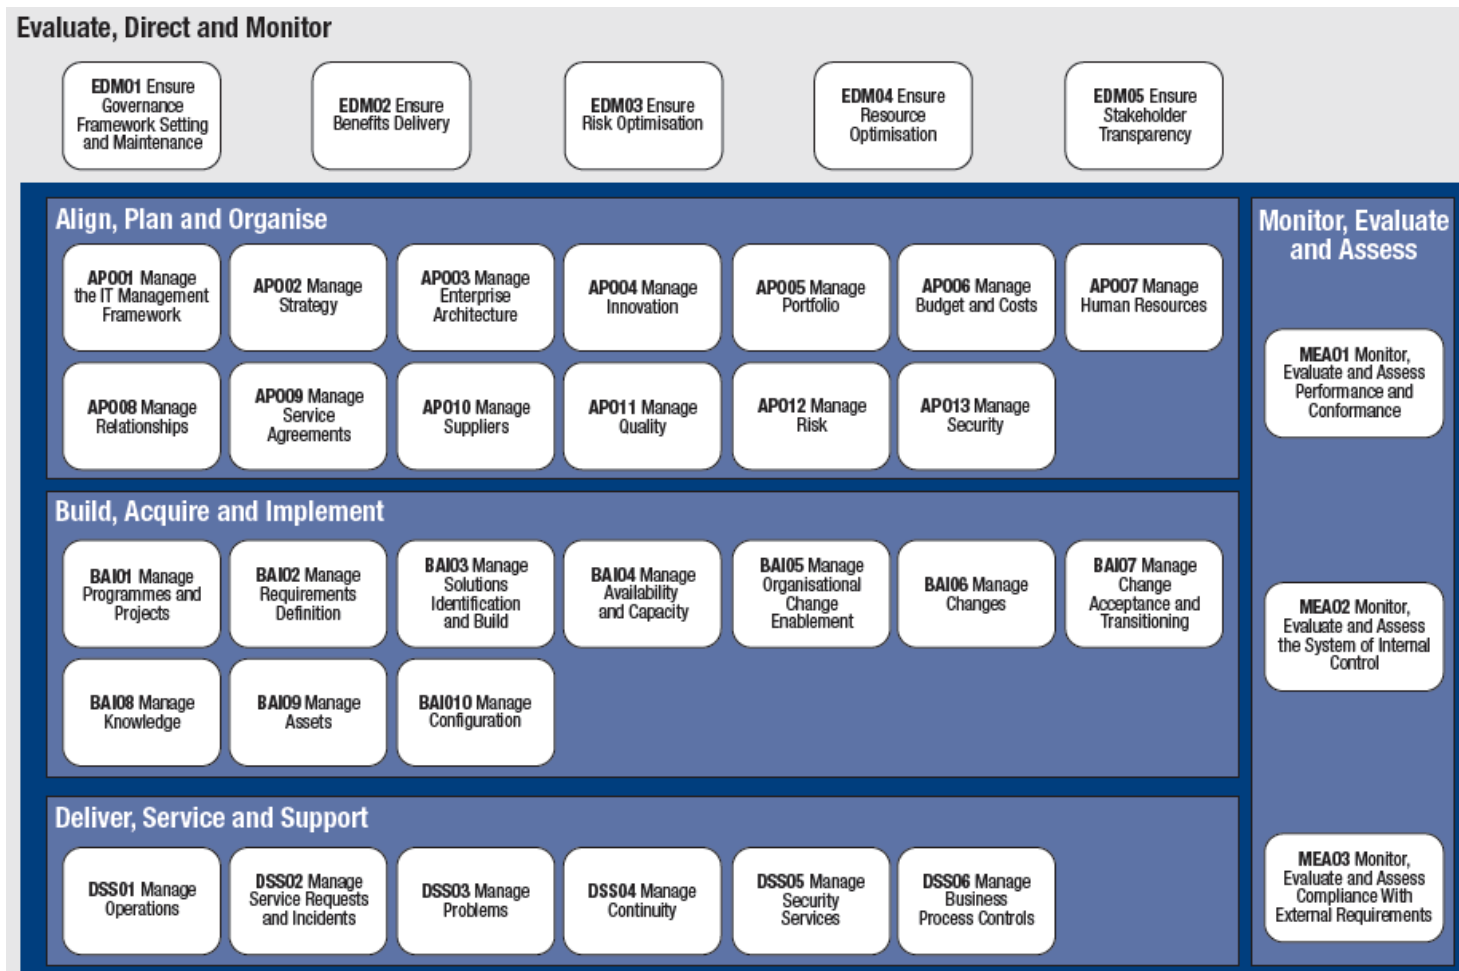 Evaluate, Direct and Monitor
EDM01 Ensure
Governance
Framework Setting
and Maintenance
EDM02 Ensure
Benefits Delivery
EDM03 Ensure
Risk Optimisation
EDM04 Ensure
Resource
Optimisation
EDM05 Ensure
Stakeholder
Transparency
Align, Plan and Organise
APO01 Manage
the IT Management
Framework
APO02 Manage
Strategy
APO03 Manage
Enterprise
Architecture
APO04 Manage
Innovation
APO05 Manage
Portfolio
APO06 Manage
Budget and Costs
APO07 Manage
Human Resources
APO08 Manage
Relationships
APO09 Manage
Service
Agreements
APO10 Manage
Suppliers
APO11 Manage
Quality
APO12 Manage
Risk
APO13 Manage
Security
Build, Acquire and Implement
BAI01 Manage
Programmes and
Projects
BAI02 Manage
Requirements
Definition
BAI03 Manage
Solutions
Identification
and Build
BAI04 Manage
Availability
and Capacity
BAI05 Manage
Organisational
Change
Enablement
BAI06 Manage
Changes
BAI07 Manage
Change
Acceptance and
Transitioning
BAI08 Manage
Knowledge
BAI09 Manage
Assets
BAI010 Manage
Configuration
Deliver, Service and Support
DSS01 Manage
Operations
DSS02 Manage
Service Requests
and Incidents
DSS03 Manage
Problems
DSS04 Manage
Continuity
DSS05 Manage
Security
Services
DSS06 Manage
Business
Process Controls
Monitor, Evaluate
and Assess
MEA01 Monitor,
Evaluate and Assess
Performance and
Conformance
MEA02 Monitor,
Evaluate and Assess
the System of Internal
Control
MEA03 Monitor,
Evaluate and Assess
Compliance With
External Requirements